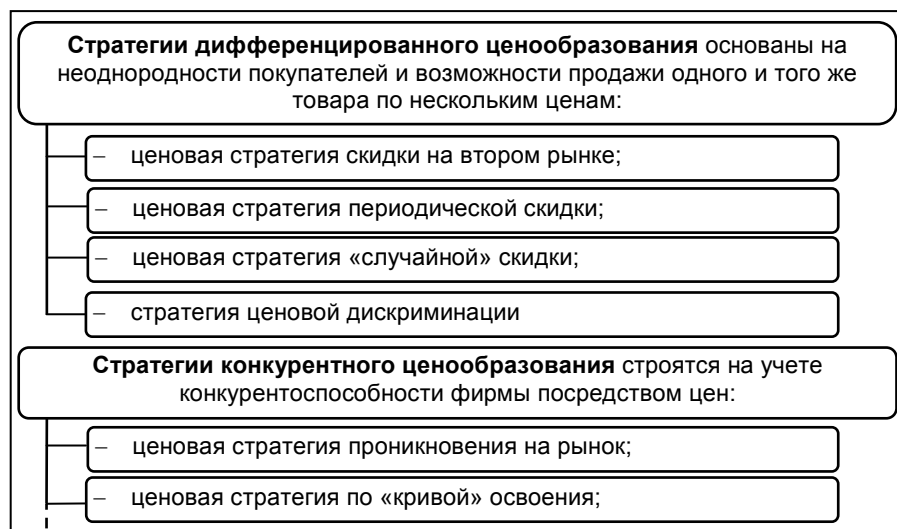 Стратегии дифференцированного ценообразования основаны на
неоднородности покупателей и возможности продажи одного и того же
товара по нескольким ценам:
– ценовая стратегия скидки на втором рынке;
– ценовая стратегия периодической скидки;
– ценовая стратегия «случайной» скидки;
– стратегия ценовой дискриминации
Стратегии конкурентного ценообразования строятся на учете
конкурентоспособности фирмы посредством цен:
– ценовая стратегия проникновения на рынок;
– ценовая стратегия по «кривой» освоения;